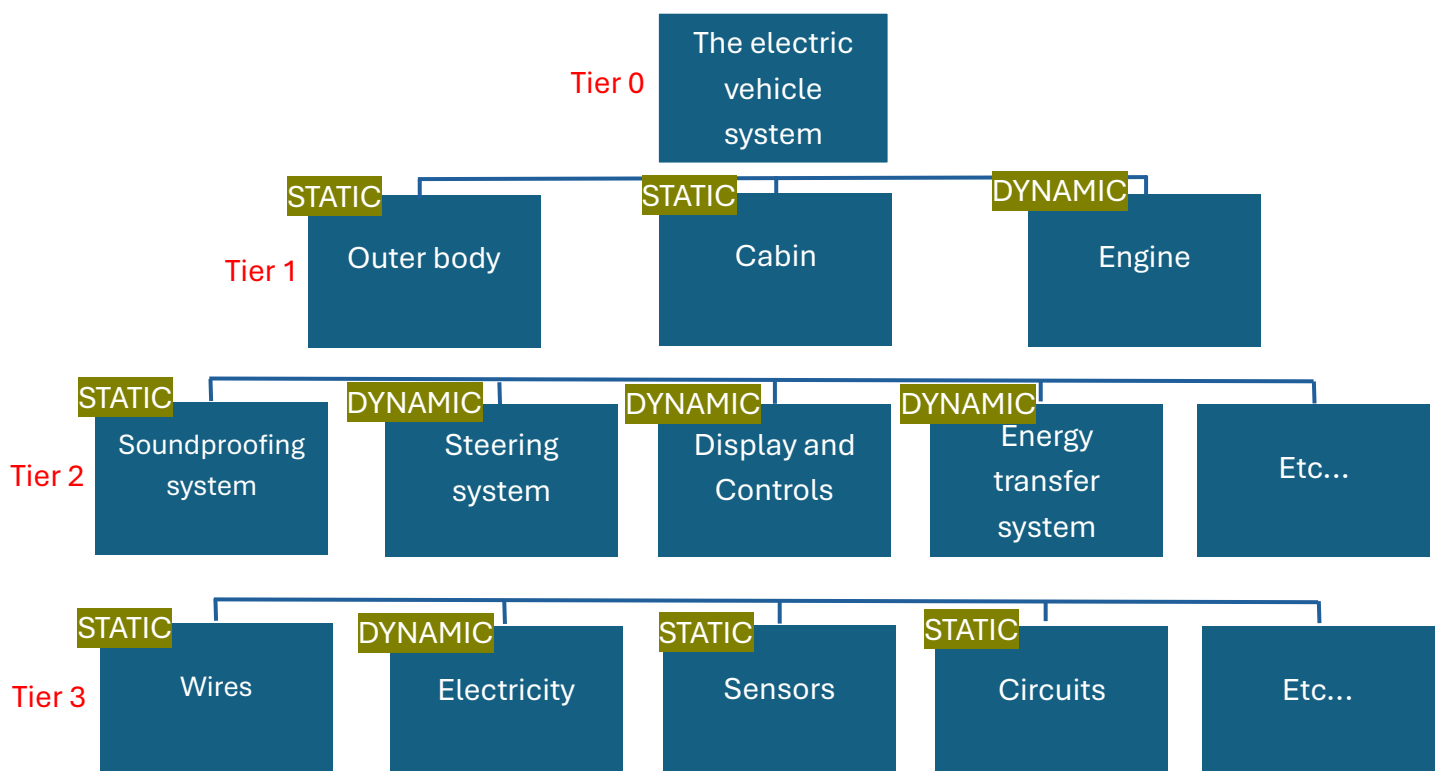 The electric
vehicle
system
Tier 0
STATIC
STATIC
DYNAMIC
Outer body
Cabin
Engine
Tier 1
STATIC
DYNAMIC
DYNAMIC
DYNAMIC
Soundproofing
system
Steering
system
Display and
Controls
Energy
transfer
system
Etc...
Tier 2
STATIC
DYNAMIC
STATIC
STATIC
Wires
Electricity
Sensors
Circuits
Etc...
Tier 3